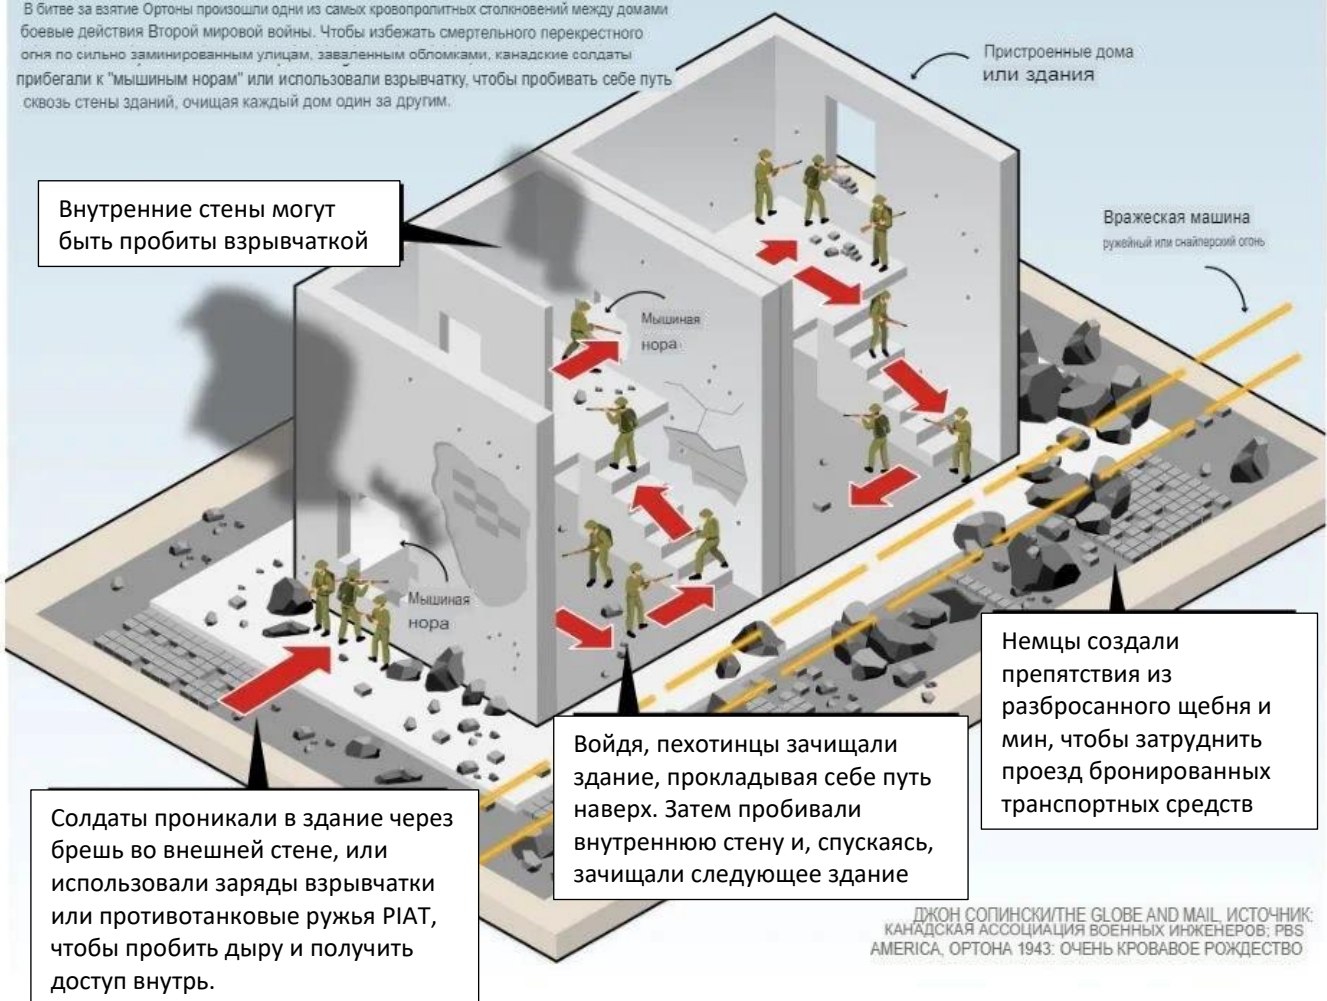 В битве за взятие Ортоны произошли одни из самых кровопролитных столкновений между домами
боевые действия Второй мировой войны. Чтобы избежать смертельного перекрестного
огня по сильно заминированным улицам, заваленным обломками, канадские солдаты
прибегали к "мышиным норам" или использовали взрывчатку, чтобы пробивать себе путь
сквозь стены зданий, очищая каждый дом один за другим.
Пристроенные дома
или здания
Внутренние стены могут
быть пробиты взрывчаткой
Вражеская машина
ружейный или снайперский огонь
Мышиная
нора
Мышиная
нора
Немцы создали
препятствия из
разбросанного щебня и
мин, чтобы затруднить
проезд бронированных
транспортных средств
Войдя, пехотинцы зачищали
здание, прокладывая себе путь
наверх. Затем пробивали
внутреннюю стену и, спускаясь,
зачищали следующее здание
Солдаты проникали в здание через
брешь во внешней стене, или
использовали заряды взрывчатки
или противотанковые ружья PIAT,
чтобы пробить дыру и получить
доступ внутрь.
ДЖОН СОПИНСКИ/THE GLOBE AND MAIL, ИСТОЧНИК:
КАНАДСКАЯ АССОЦИАЦИЯ ВОЕННЫХ ИНЖЕНЕРОВ; PBS
AMERICA, ОРТОНА 1943: ОЧЕНЬ КРОВАВОЕ РОЖДЕСТВО